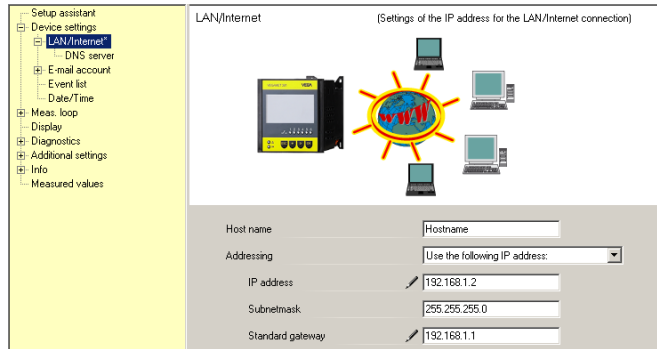 Setup assistant
Device settings
LAN/Internet*
DNS server
E-mail account
Event list
Date/Time
Meas. loop
Display
Diagnostics
Additional settings
Info
Measured values
LAN/Internet (Settings of the IP address for the LAN/Internet connection)
VEGA
WWW
Host name Hostname
Addressing Use the following IP address:
IP address 192.168.1.2
Subnetmask 255.255.255.0
Standard gateway 192.168.1.1